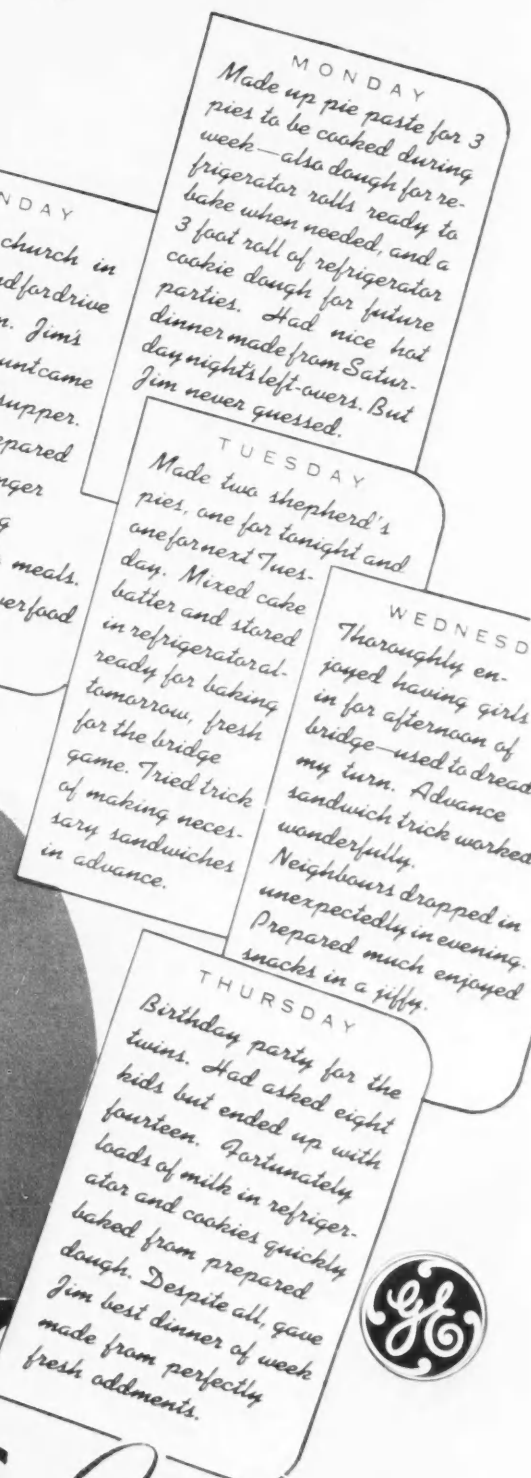 NDAY
church in
nd for drive
n. Jim's
unt came
supper.
epared
nger
g
meals.
verfood
MONDAY
Made up pie paste for 3
pies to be cooked during
week—also dough for re-
frigerator rolls ready to
bake when needed, and a
3 foot roll of refrigerator
cookie dough for future
parties. Had nice hot
dinner made from Satur-
day night's left-overs. But
Jim never guessed.
TUESDAY
Made two shepherd's
pies, one for tonight and
one for next Tues-
day. Mixed cake
batter and stored
in refrigerator al-
ready for baking
tomorrow, fresh
for the bridge
game. Tried trick
of making neces-
sary sandwiches
in advance.
WEDNESD
Thoroughly en-
joyed having girls
in for afternoon of
bridge—used to dread
my turn. Advance
sandwich trick worked
wonderfully.
Neighbours dropped in
unexpectedly in evening.
Prepared much enjoyed
snacks in a jiffy.
THURSDAY
Birthday party for the
twins. Had asked eight
kids but ended up with
fourteen. Fortunately
loads of milk in refriger-
ator and cookies quickly
baked from prepared
dough. Despite all, gave
Jim best dinner of week
made from perfectly
fresh oddments.
GE